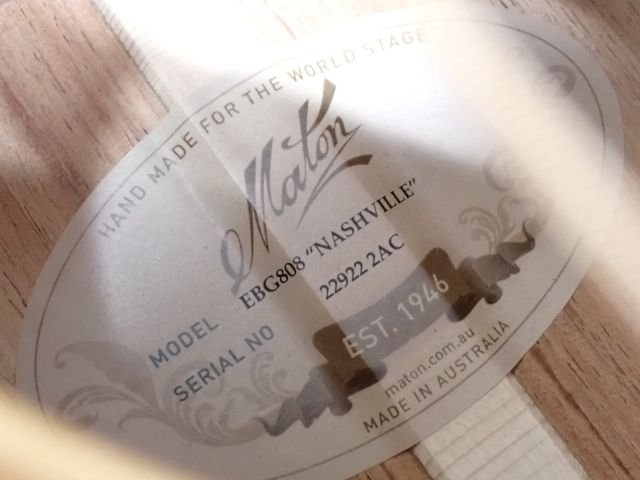 HAND MADE FOR THE WORLD STAGE
Maton
MODEL EBG808 "NASHVILLE"
SERIAL NO 22922 2AC
EST. 1946
maton.com.au
MADE IN AUSTRALIA